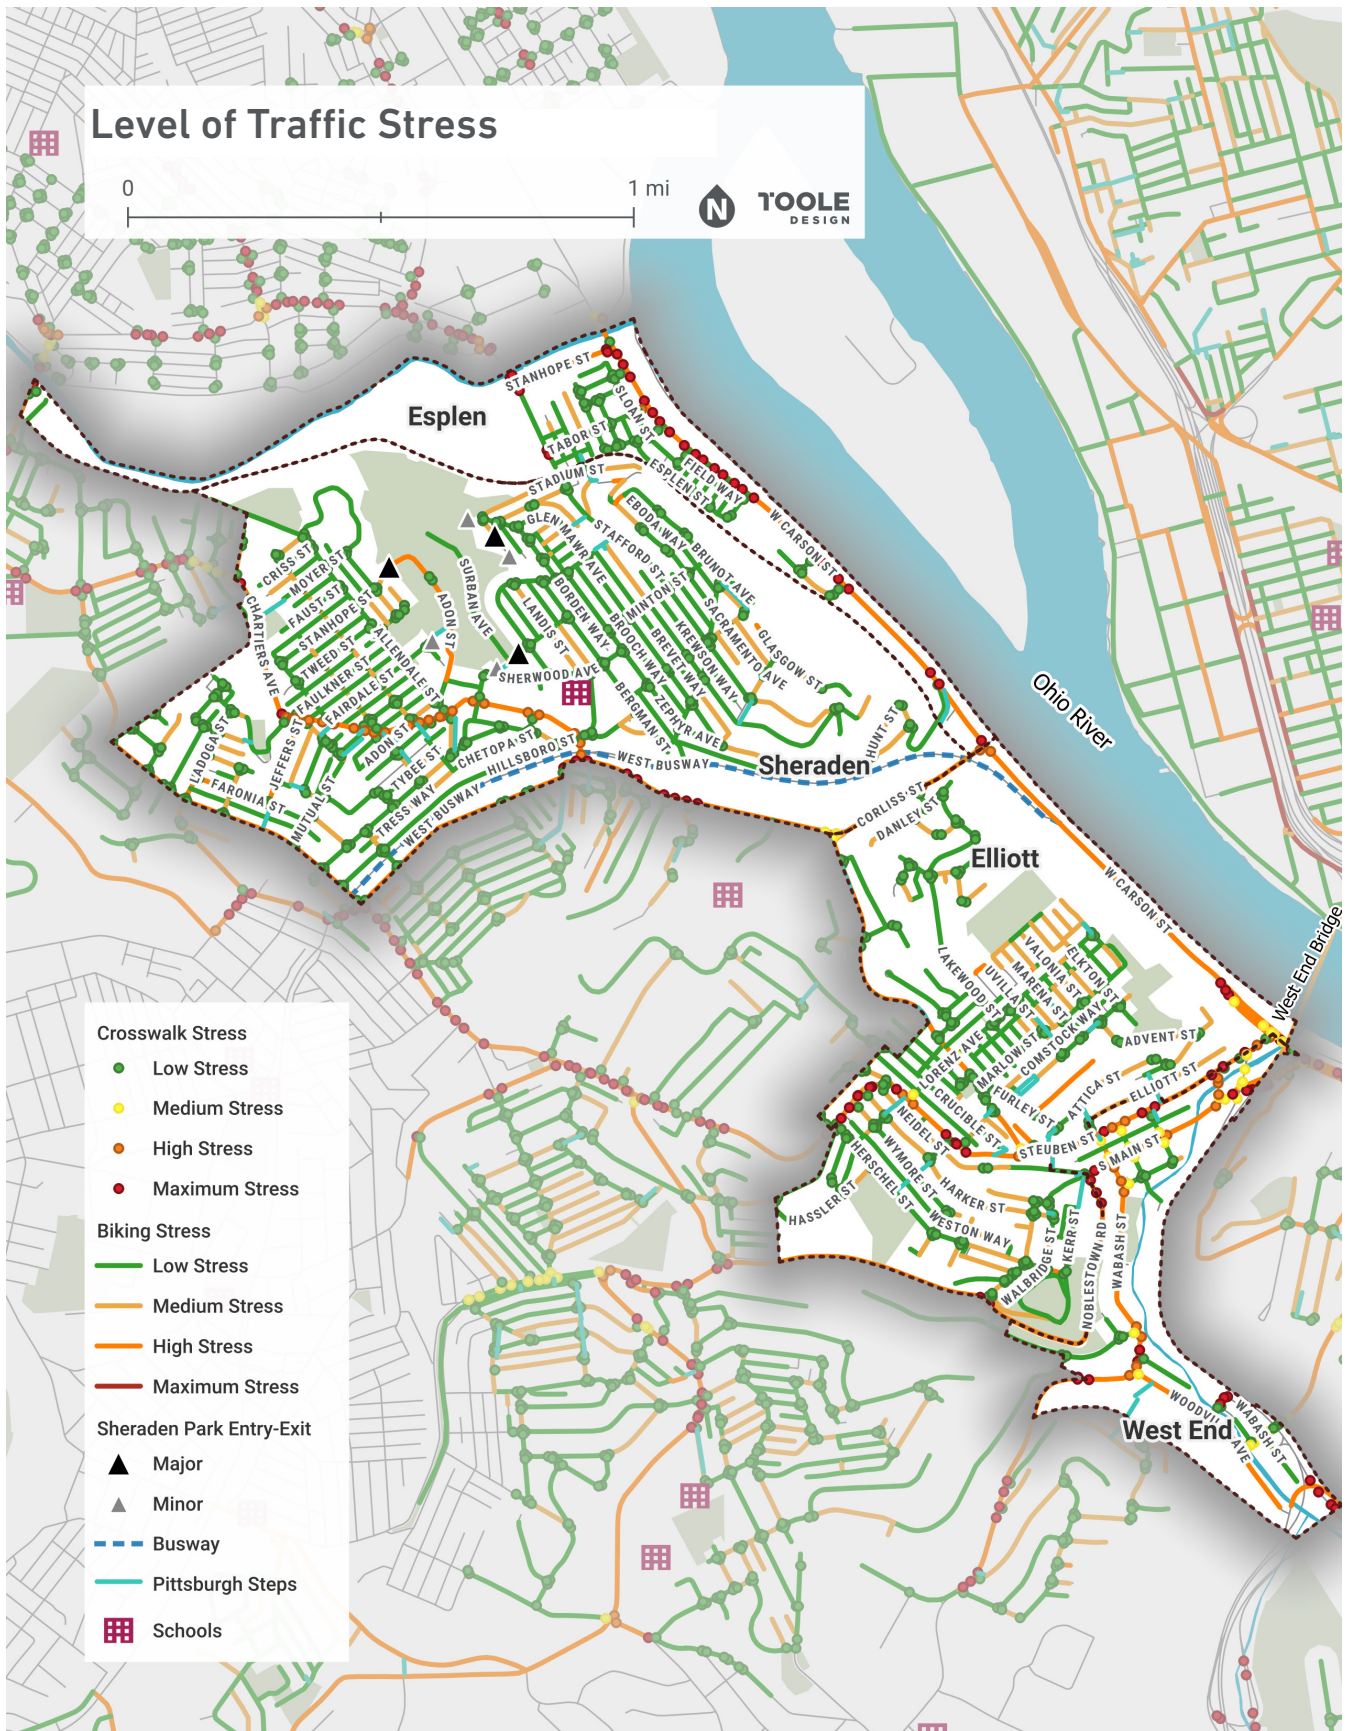 Level of Traffic Stress
0
1 mi
N
TOOLE
DESIGN
STANHOPE ST
Esplen
SLOAN ST
TABOR ST
STADIUM ST
ESPLEN ST
FIELD WAY
W CARSON ST
GLEN MAWR AVE
STAFFORD ST
EBODA WAY
BRUNOT AVE
CRISS ST
MOYER ST
FAUST ST
STANHOPE ST
TWEED ST
FAULKNER ST
FAIRDALE ST
ALLENDALE ST
CHARTIERS AVE
ADON ST
SURBAN AVE
LANDIS ST
BORDEN WAY
BROOCH WAY
MINTON ST
BREVET WAY
KREWSON WAY
SACRAMENTO AVE
GLASGOW ST
SHERWOOD AVE
BERGMAN ST
ZEPHYR AVE
LADOGA ST
JEFFERS ST
FARONIA ST
MUTUAL ST
ADON ST
TYBEE ST
TRESS WAY
CHETOPA ST
HILLSBORO ST
WEST BUSWAY
WEST BUSWAY
Sheraden
HUNT ST
CORLISS ST
DANLEY ST
Elliott
Ohio River
W CARSON ST
West End Bridge
LAKEWOOD ST
UVILLA ST
MARENA ST
VALONIA ST
ELKTON ST
LORENZ AVE
MARLOW ST
COMSTOCK WAY
ADVENT ST
CRUCIBLE ST
FURLEY ST
ATTICA ST
ELLIOTT ST
NEIDEL ST
STEUBEN ST
S MAIN ST
WYMORE ST
HERSCHEL ST
HASSLER ST
HARKER ST
WESTON WAY
WALBRIDGE ST
KERR ST
NOBLESTOWN RD
WABASH ST
WABASH ST
West End
Crosswalk Stress
Low Stress
Medium Stress
High Stress
Maximum Stress
Biking Stress
Low Stress
Medium Stress
High Stress
Maximum Stress
Sheraden Park Entry-Exit
Major
Minor
Busway
Pittsburgh Steps
Schools